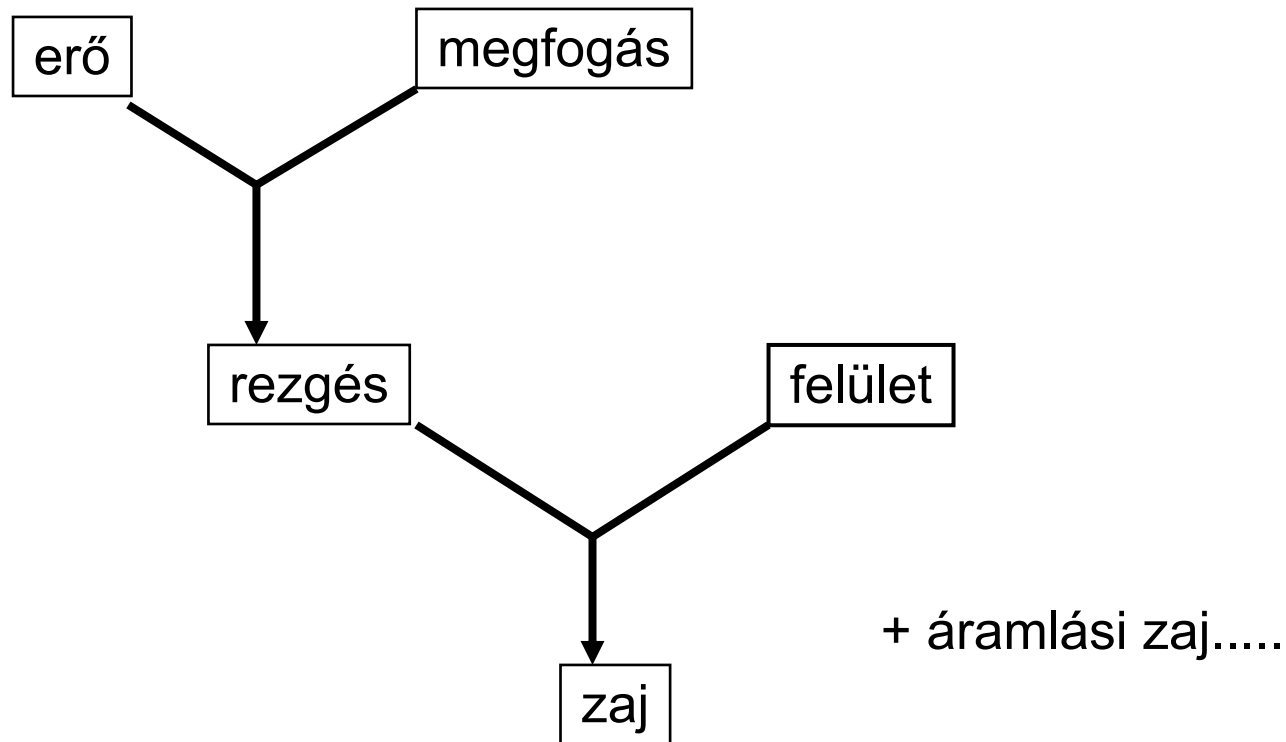 erő
megfogás
rezgés
felület
+ áramlási zaj.....
zaj